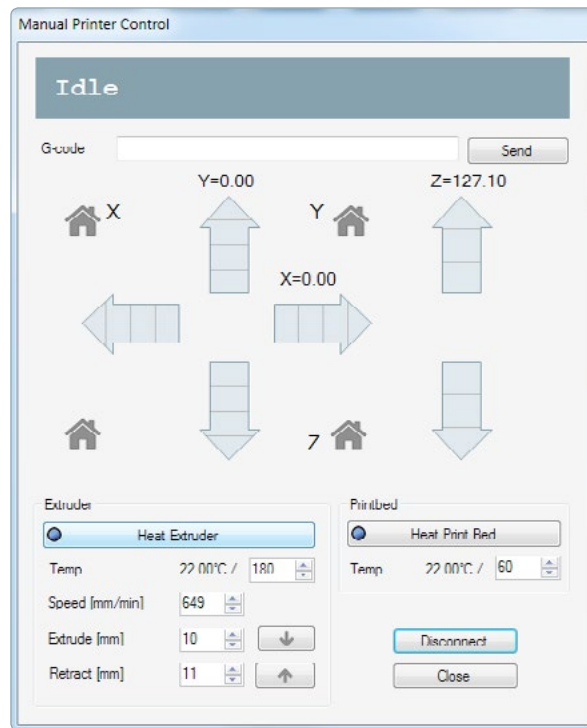 Manual Printer Control
Idle
G-code
Send
Y=0.00
Z=127.10
X
Y
X=0.00
7
Extruder
Printbed
Heat Extruder
Heat Print Bed
Temp 22.00°C / 180
Temp 22.00°C / 60
Speed [mm/min] 649
Extrude [mm] 10
Disconnect
Retract [mm] 11
Close